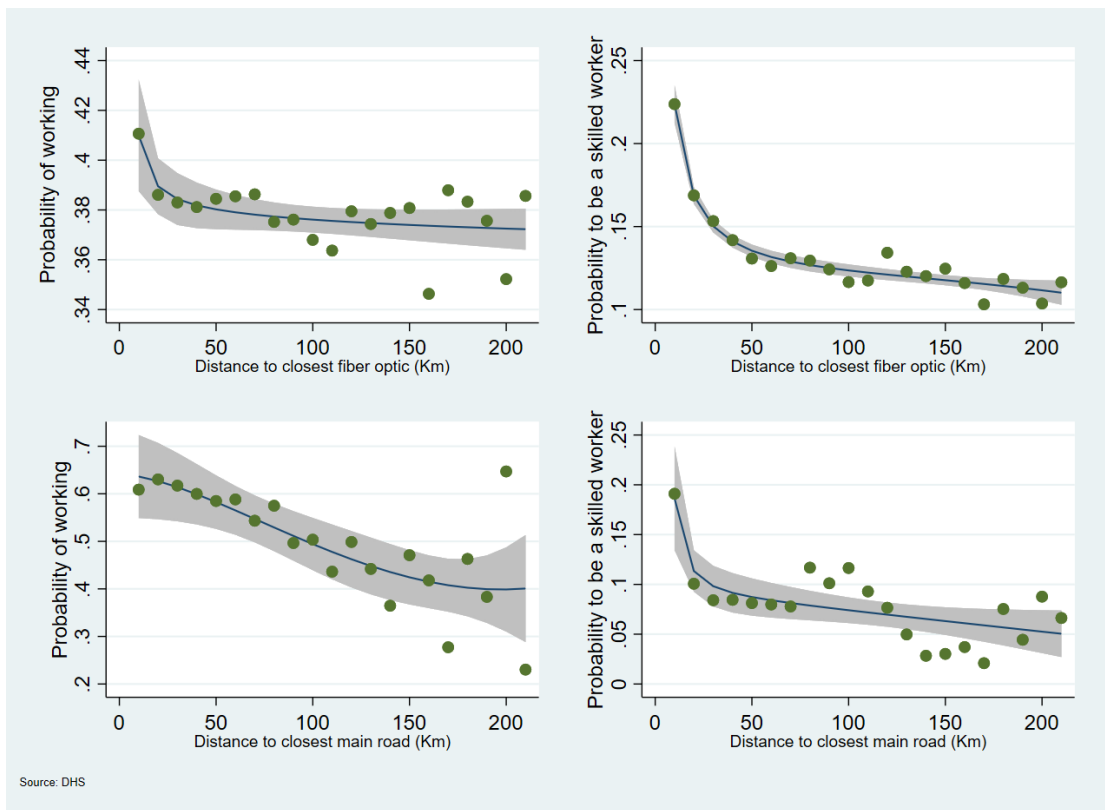 Probability of working
.34 .36 .38 .4 .42 .44
0 50 100 150 200
Distance to closest fiber optic (Km)
Probability to be a skilled worker
.1 .15 .2 .25
0 50 100 150 200
Distance to closest fiber optic (Km)
Probability of working
.2 .3 .4 .5 .6 .7
0 50 100 150 200
Distance to closest main road (Km)
Probability to be a skilled worker
0 .05 .1 .15 .2 .25
0 50 100 150 200
Distance to closest main road (Km)
Source: DHS